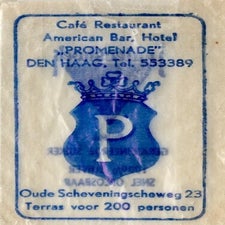 Café Restaurant
American Bar, Hotel
„PROMENADE"
DEN HAAG, Tel. 553389
P
Oude Scheveningscheweg 23
Terras voor 200 personen